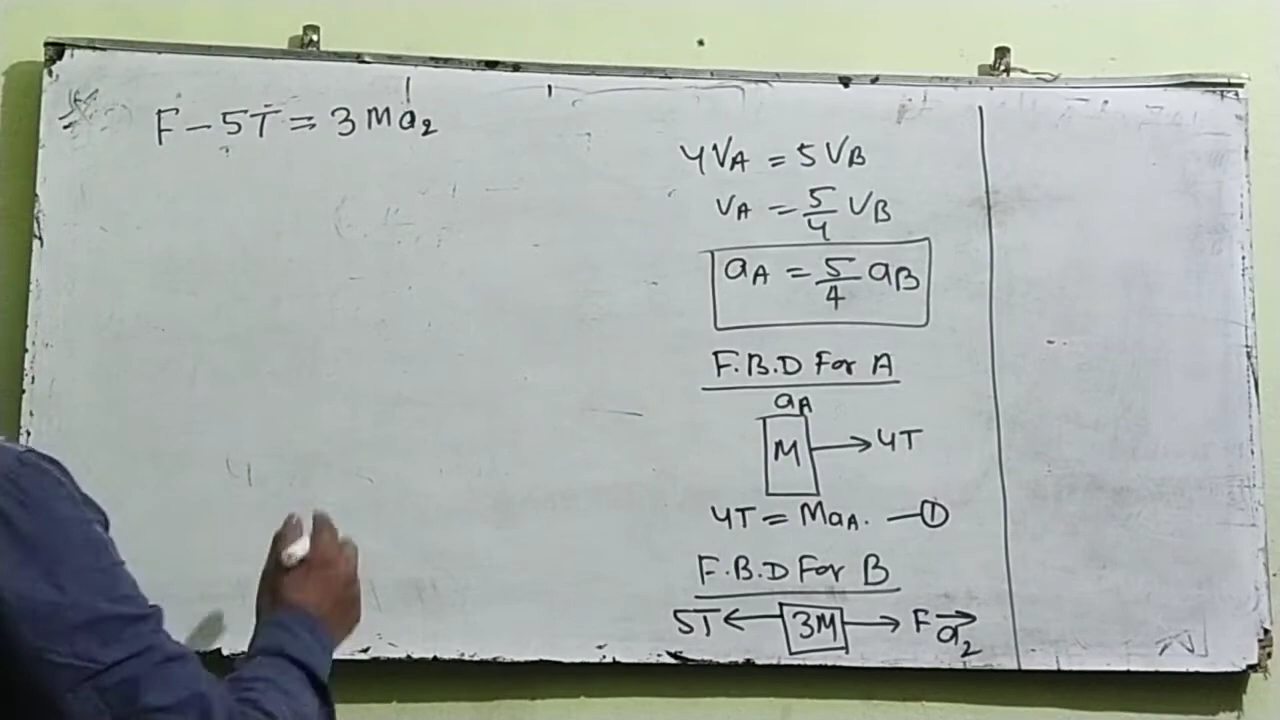 F - 5T = 3Ma₂
4VA = 5VB
VA = 5/4 VB
aA = 5/4 aB
F.B.D For A
aA
M → 4T
4T = MaA. —①
F.B.D For B
5T ← 3M → F a₂→